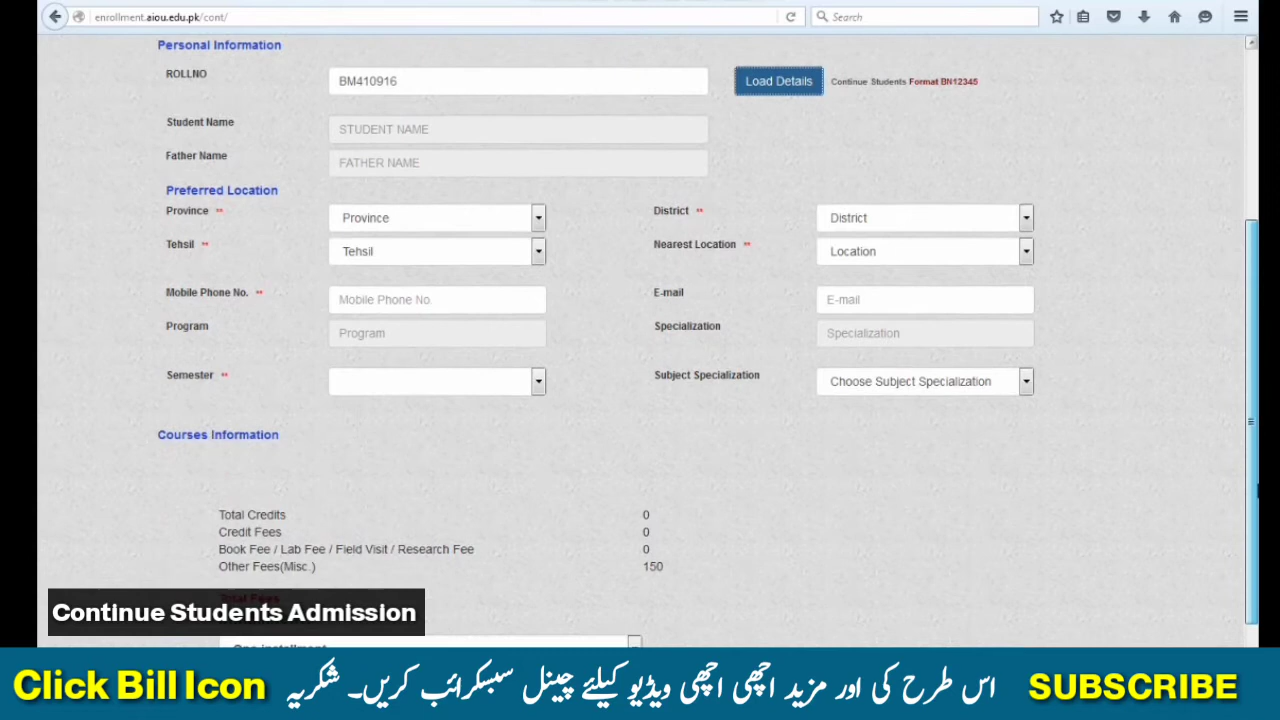 enrollment.aiou.edu.pk/cont/
Search
Personal Information
ROLLNO
BM410916
Load Details
Continue Students Format BN12345
Student Name
STUDENT NAME
Father Name
FATHER NAME
Preferred Location
Province **
Province
District **
District
Tehsil **
Tehsil
Nearest Location **
Location
Mobile Phone No. **
Mobile Phone No.
E-mail
E-mail
Program
Program
Specialization
Specialization
Semester **
Subject Specialization
Choose Subject Specialization
Courses Information
Total Credits 0
Credit Fees 0
Book Fee / Lab Fee / Field Visit / Research Fee 0
Other Fees(Misc.) 150
Total Fees
Continue Students Admission
One installment
Click Bill Icon
اس طرح کی اور مزید اچھی اچھی ویڈیو کیلئے چینل سبسکرائب کریں۔ شکریہ
SUBSCRIBE